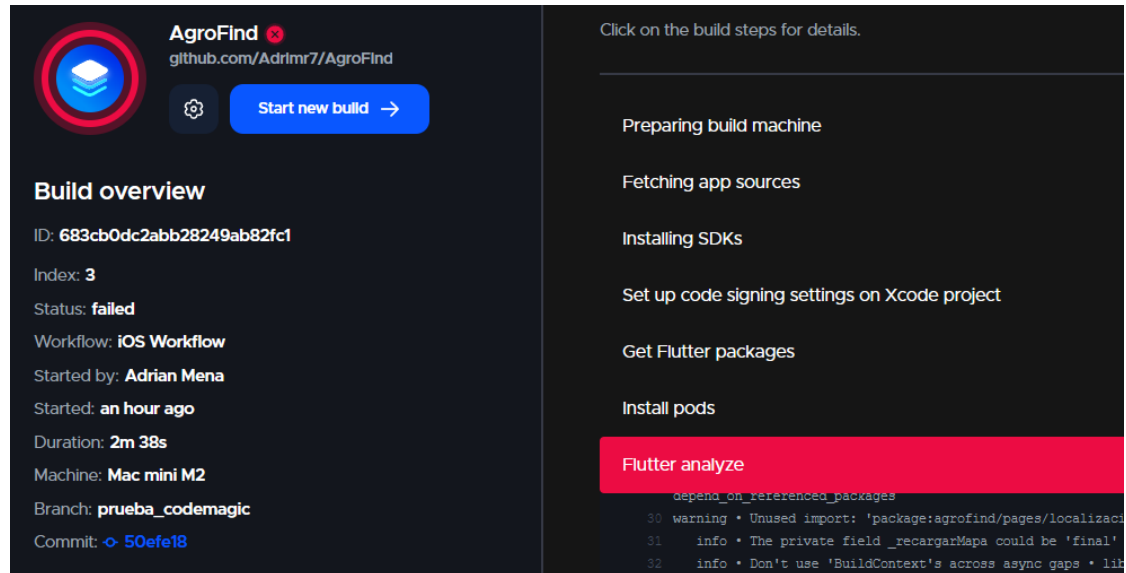 AgroFind
github.com/Adrimr7/AgroFind
Start new build →
Build overview
ID: 683cb0dc2abb28249ab82fc1
Index: 3
Status: failed
Workflow: iOS Workflow
Started by: Adrian Mena
Started: an hour ago
Duration: 2m 38s
Machine: Mac mini M2
Branch: prueba_codemagic
Commit: 50efe18
Click on the build steps for details.
Preparing build machine
Fetching app sources
Installing SDKs
Set up code signing settings on Xcode project
Get Flutter packages
Install pods
Flutter analyze
depend_on_referenced_packages
30 warning • Unused import: 'package:agrofind/pages/localizaci
31 info • The private field _recargarMapa could be 'final'
32 info • Don't use 'BuildContext's across async gaps • lib